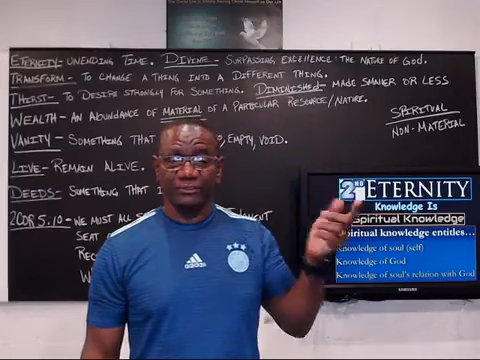 ETERNITY- UNENDING TIME. DIVINE- SURPASSING EXCELLENCE: THE NATURE OF GOD.
TRANSFORM- TO CHANGE A THING INTO A DIFFERENT THING.
THIRST- TO DESIRE STRONGLY FOR SOMETHING. DIMINISHED- MADE SMALLER OR LESS
WEALTH- AN ABUNDANCE OF MATERIAL OF A PARTICULAR RESOURCE/NATURE.
SPIRITUAL
NON-MATERIAL
VANITY- SOMETHING THAT EMPTY, VOID.
LIVE- REMAIN ALIVE.
DEEDS- SOMETHING THAT
2COR 5:10- WE MUST ALL
SEAT
adidas
2ND ETERNITY
Knowledge Is
Spiritual Knowledge
Spiritual knowledge entitles...
Knowledge of soul (self)
Knowledge of God
Knowledge of soul's relation with God
SAMSUNG